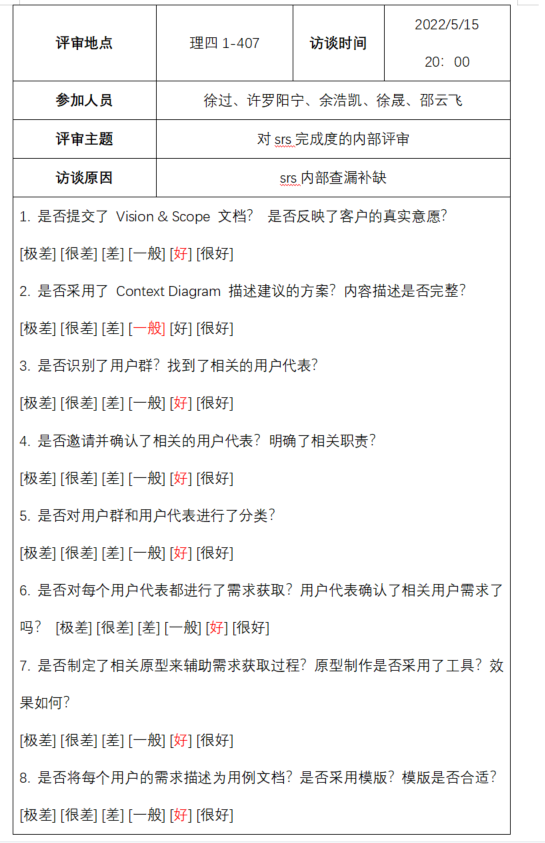 评审地点 理四 1-407 访谈时间 2022/5/15
20：00
参加人员 徐过、许罗阳宁、余浩凯、徐晟、邵云飞
评审主题 对 srs 完成度的内部评审
访谈原因 srs 内部查漏补缺
1. 是否提交了 Vision & Scope 文档？ 是否反映了客户的真实意愿？
[极差] [很差] [差] [一般] [好] [很好]
2. 是否采用了 Context Diagram 描述建议的方案？内容描述是否完整？
[极差] [很差] [差] [一般] [好] [很好]
3. 是否识别了用户群？找到了相关的用户代表？
[极差] [很差] [差] [一般] [好] [很好]
4. 是否邀请并确认了相关的用户代表？明确了相关职责？
[极差] [很差] [差] [一般] [好] [很好]
5. 是否对用户群和用户代表进行了分类？
[极差] [很差] [差] [一般] [好] [很好]
6. 是否对每个用户代表都进行了需求获取？用户代表确认了相关用户需求了
吗？ [极差] [很差] [差] [一般] [好] [很好]
7. 是否制定了相关原型来辅助需求获取过程？原型制作是否采用了工具？效
果如何？
[极差] [很差] [差] [一般] [好] [很好]
8. 是否将每个用户的需求描述为用例文档？是否采用模版？模版是否合适？
[极差] [很差] [差] [一般] [好] [很好]